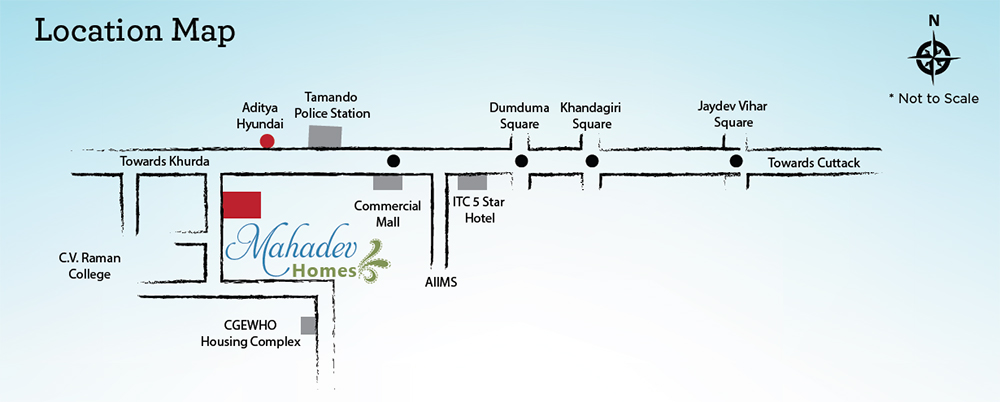 Location Map
N
* Not to Scale
Aditya
Hyundai
Tamando
Police Station
Dumduma
Square
Khandagiri
Square
Jaydev Vihar
Square
Towards Khurda
Towards Cuttack
Commercial
Mall
ITC 5 Star
Hotel
Mahadev
Homes
C.V. Raman
College
AIIMS
CGEWHO
Housing Complex